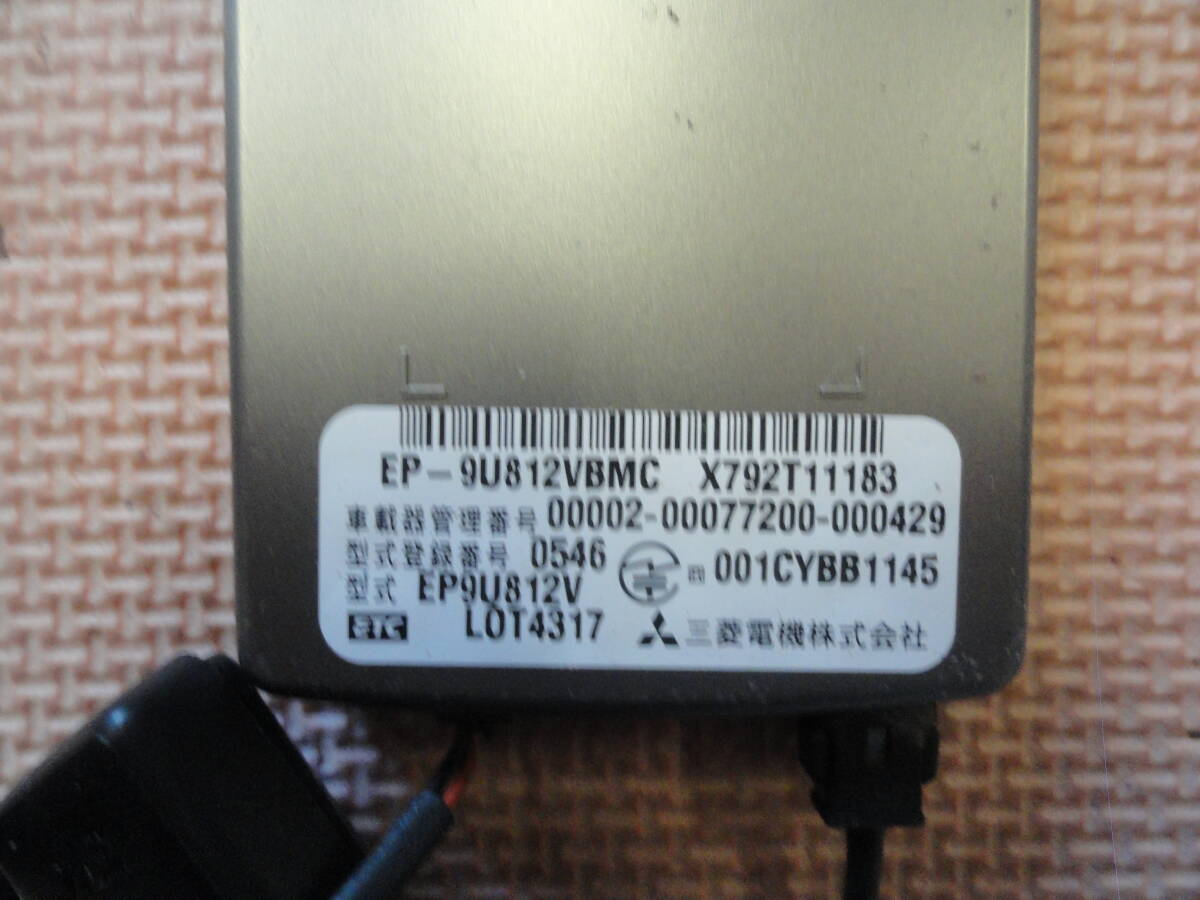 EP-9U812VBMC X792T11183
車載器管理番号 00002-00077200-000429
型式登録番号 0546 001CYBB1145
型式 EP9U812V
ETC LOT4317 三菱電機株式会社